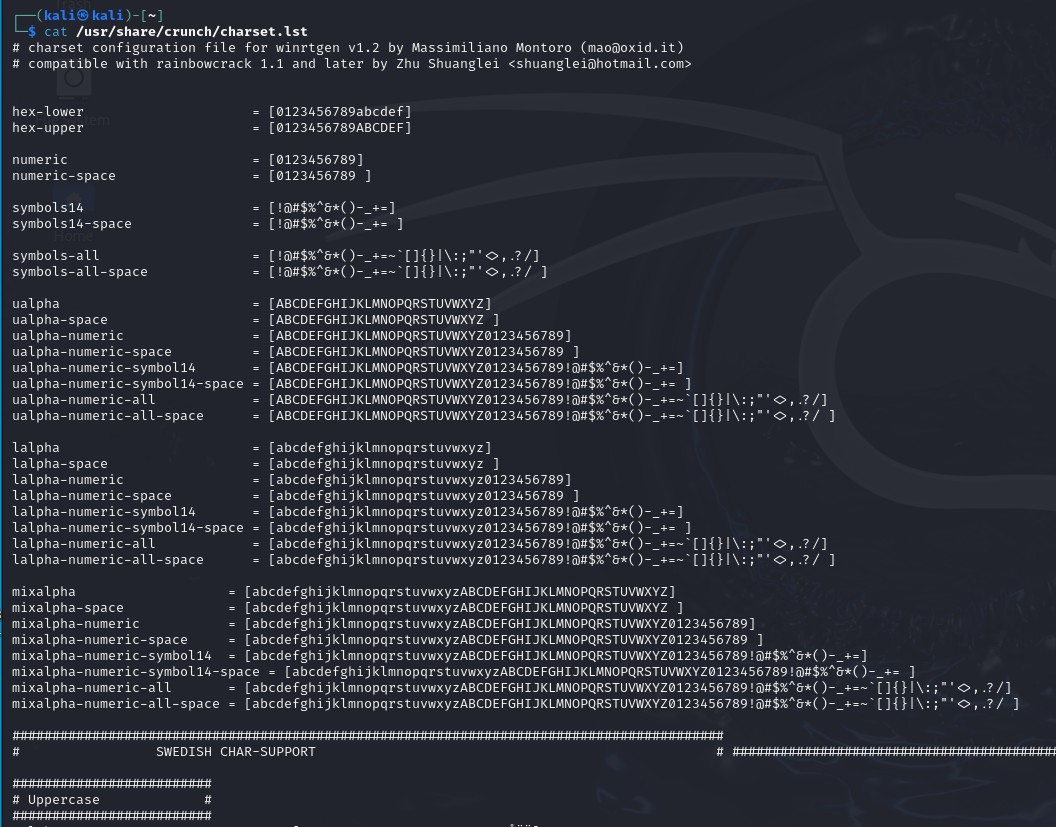 (kali㉿kali)-[~]
$ cat /usr/share/crunch/charset.lst
# charset configuration file for winrtgen v1.2 by Massimiliano Montoro (mao@oxid.it)
# compatible with rainbowcrack 1.1 and later by Zhu Shuanglei <shuanglei@hotmail.com>
hex-lower = [0123456789abcdef]
hex-upper = [0123456789ABCDEF]
numeric = [0123456789]
numeric-space = [0123456789 ]
symbols14 = [!@#$%^&*()-_+=]
symbols14-space = [!@#$%^&*()-_+= ]
symbols-all = [!@#$%^&*()-_+=~`[]{}|\:;"'<>,.?/]
symbols-all-space = [!@#$%^&*()-_+=~`[]{}|\:;"'<>,.?/ ]
ualpha = [ABCDEFGHIJKLMNOPQRSTUVWXYZ]
ualpha-space = [ABCDEFGHIJKLMNOPQRSTUVWXYZ ]
ualpha-numeric = [ABCDEFGHIJKLMNOPQRSTUVWXYZ0123456789]
ualpha-numeric-space = [ABCDEFGHIJKLMNOPQRSTUVWXYZ0123456789 ]
ualpha-numeric-symbol14 = [ABCDEFGHIJKLMNOPQRSTUVWXYZ0123456789!@#$%^&*()-_+=]
ualpha-numeric-symbol14-space = [ABCDEFGHIJKLMNOPQRSTUVWXYZ0123456789!@#$%^&*()-_+= ]
ualpha-numeric-all = [ABCDEFGHIJKLMNOPQRSTUVWXYZ0123456789!@#$%^&*()-_+=~`[]{}|\:;"'<>,.?/]
ualpha-numeric-all-space = [ABCDEFGHIJKLMNOPQRSTUVWXYZ0123456789!@#$%^&*()-_+=~`[]{}|\:;"'<>,.?/ ]
lalpha = [abcdefghijklmnopqrstuvwxyz]
lalpha-space = [abcdefghijklmnopqrstuvwxyz ]
lalpha-numeric = [abcdefghijklmnopqrstuvwxyz0123456789]
lalpha-numeric-space = [abcdefghijklmnopqrstuvwxyz0123456789 ]
lalpha-numeric-symbol14 = [abcdefghijklmnopqrstuvwxyz0123456789!@#$%^&*()-_+=]
lalpha-numeric-symbol14-space = [abcdefghijklmnopqrstuvwxyz0123456789!@#$%^&*()-_+= ]
lalpha-numeric-all = [abcdefghijklmnopqrstuvwxyz0123456789!@#$%^&*()-_+=~`[]{}|\:;"'<>,.?/]
lalpha-numeric-all-space = [abcdefghijklmnopqrstuvwxyz0123456789!@#$%^&*()-_+=~`[]{}|\:;"'<>,.?/ ]
mixalpha = [abcdefghijklmnopqrstuvwxyzABCDEFGHIJKLMNOPQRSTUVWXYZ]
mixalpha-space = [abcdefghijklmnopqrstuvwxyzABCDEFGHIJKLMNOPQRSTUVWXYZ ]
mixalpha-numeric = [abcdefghijklmnopqrstuvwxyzABCDEFGHIJKLMNOPQRSTUVWXYZ0123456789]
mixalpha-numeric-space = [abcdefghijklmnopqrstuvwxyzABCDEFGHIJKLMNOPQRSTUVWXYZ0123456789 ]
mixalpha-numeric-symbol14 = [abcdefghijklmnopqrstuvwxyzABCDEFGHIJKLMNOPQRSTUVWXYZ0123456789!@#$%^&*()-_+=]
mixalpha-numeric-symbol14-space = [abcdefghijklmnopqrstuvwxyzABCDEFGHIJKLMNOPQRSTUVWXYZ0123456789!@#$%^&*()-_+= ]
mixalpha-numeric-all = [abcdefghijklmnopqrstuvwxyzABCDEFGHIJKLMNOPQRSTUVWXYZ0123456789!@#$%^&*()-_+=~`[]{}|\:;"'<>,.?/]
mixalpha-numeric-all-space = [abcdefghijklmnopqrstuvwxyzABCDEFGHIJKLMNOPQRSTUVWXYZ0123456789!@#$%^&*()-_+=~`[]{}|\:;"'<>,.?/ ]
#########################################################################################
# SWEDISH CHAR-SUPPORT # #########################################
#########################
# Uppercase #
#########################